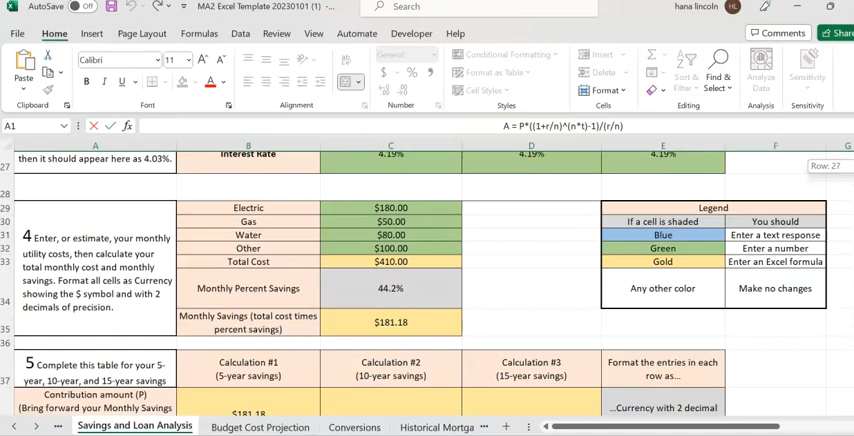 AutoSave Off MA2 Excel Template 20230101 (1) -... Search hana lincoln HL
File Home Insert Page Layout Formulas Data Review View Automate Developer Help Comments Share
Paste
Calibri 11 A^ A˅
B I U A
General
$ % 9
Conditional Formatting
Format as Table
Cell Styles
Insert
Delete
Format
Sort & Filter
Find & Select
Analyze Data
Sensitivity
Clipboard Font Alignment Number Styles Cells Editing Analysis Sensitivity
A1 fx A = P*((1+r/n)^(n*t)-1)/(r/n)
A B C D E F G
27 then it should appear here as 4.03%. Interest Rate 4.19% 4.19% 4.19% Row: 27
28
29 Electric $180.00 Legend
30 Gas $50.00 If a cell is shaded You should
31 Water $80.00 Blue Enter a text response
32 Other $100.00 Green Enter a number
33 Total Cost $410.00 Gold Enter an Excel formula
4 Enter, or estimate, your monthly
utility costs, then calculate your
total monthly cost and monthly
savings. Format all cells as Currency
showing the $ symbol and with 2
decimals of precision.
34 Monthly Percent Savings 44.2% Any other color Make no changes
35 Monthly Savings (total cost times
percent savings) $181.18
36
37 5 Complete this table for your 5-
year, 10-year, and 15-year savings
Calculation #1
(5-year savings)
Calculation #2
(10-year savings)
Calculation #3
(15-year savings)
Format the entries in each
row as...
Contribution amount (P)
(Bring forward your Monthly Savings
$181.18
...Currency with 2 decimal
Savings and Loan Analysis Budget Cost Projection Conversions Historical Mortga ...